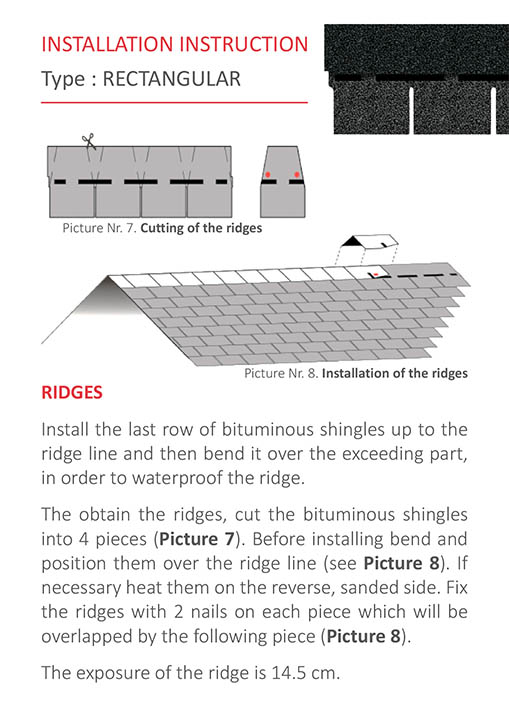 INSTALLATION INSTRUCTION
Type : RECTANGULAR
Picture Nr. 7. Cutting of the ridges
Picture Nr. 8. Installation of the ridges
RIDGES
Install the last row of bituminous shingles up to the
ridge line and then bend it over the exceeding part,
in order to waterproof the ridge.
The obtain the ridges, cut the bituminous shingles
into 4 pieces (Picture 7). Before installing bend and
position them over the ridge line (see Picture 8). If
necessary heat them on the reverse, sanded side. Fix
the ridges with 2 nails on each piece which will be
overlapped by the following piece (Picture 8).
The exposure of the ridge is 14.5 cm.